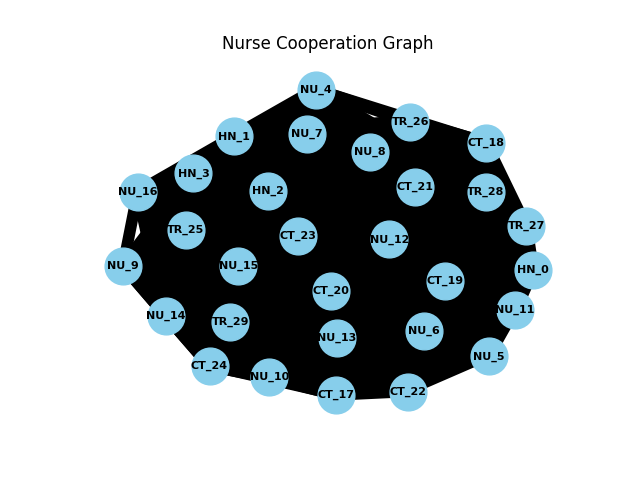 Nurse Cooperation Graph
NU_4
TR_26
NU_7
HN_1
CT_18
NU_8
HN_3
CT_21
HN_2
NU_16
TR_28
TR_27
TR_25
CT_23
NU_12
NU_9
NU_15
HN_0
CT_19
CT_20
NU_11
NU_14
TR_29
NU_6
NU_13
NU_5
CT_24
NU_10
CT_22
CT_17